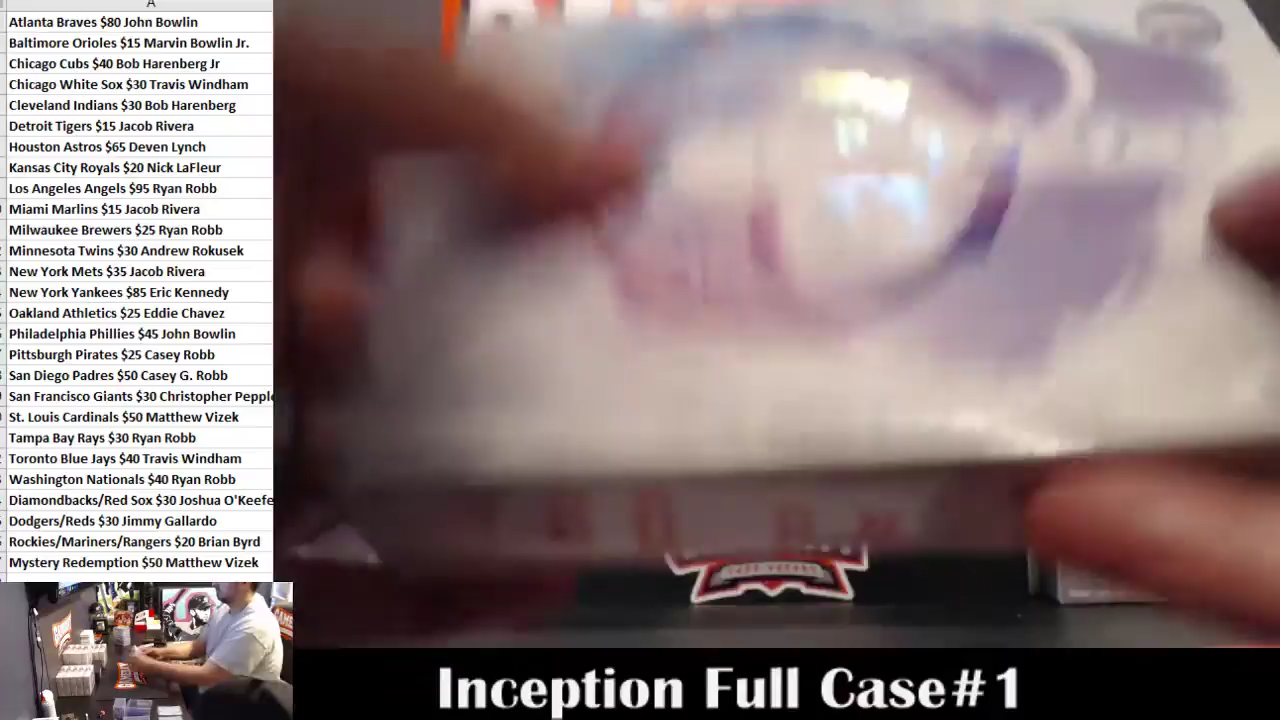 A
Atlanta Braves $80 John Bowlin
Baltimore Orioles $15 Marvin Bowlin Jr.
Chicago Cubs $40 Bob Harenberg Jr
Chicago White Sox $30 Travis Windham
Cleveland Indians $30 Bob Harenberg
Detroit Tigers $15 Jacob Rivera
Houston Astros $65 Deven Lynch
Kansas City Royals $20 Nick LaFleur
Los Angeles Angels $95 Ryan Robb
Miami Marlins $15 Jacob Rivera
Milwaukee Brewers $25 Ryan Robb
Minnesota Twins $30 Andrew Rokusek
New York Mets $35 Jacob Rivera
New York Yankees $85 Eric Kennedy
Oakland Athletics $25 Eddie Chavez
Philadelphia Phillies $45 John Bowlin
Pittsburgh Pirates $25 Casey Robb
San Diego Padres $50 Casey G. Robb
San Francisco Giants $30 Christopher Pepple
St. Louis Cardinals $50 Matthew Vizek
Tampa Bay Rays $30 Ryan Robb
Toronto Blue Jays $40 Travis Windham
Washington Nationals $40 Ryan Robb
Diamondbacks/Red Sox $30 Joshua O'Keefe
Dodgers/Reds $30 Jimmy Gallardo
Rockies/Mariners/Rangers $20 Brian Byrd
Mystery Redemption $50 Matthew Vizek
Inception Full Case#1